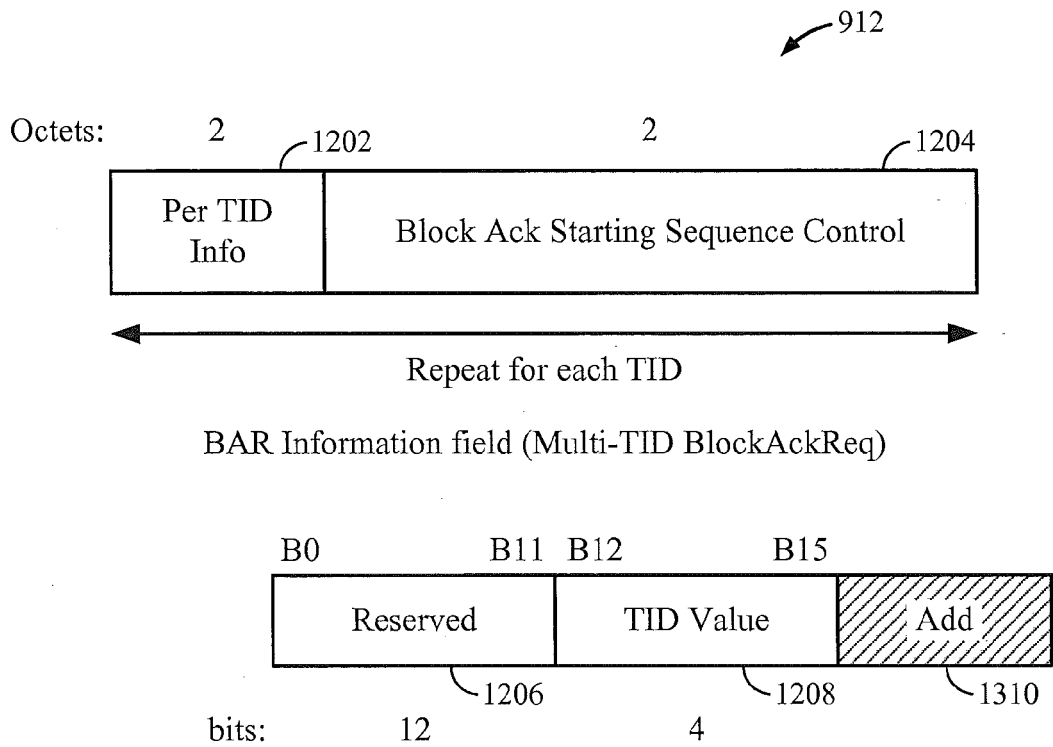 912
Octets: 2 2
1202 1204
Per TID
Info
Block Ack Starting Sequence Control
Repeat for each TID
BAR Information field (Multi-TID BlockAckReq)
B0 B11 B12 B15
Reserved TID Value Add
1206 1208 1310
bits: 12 4